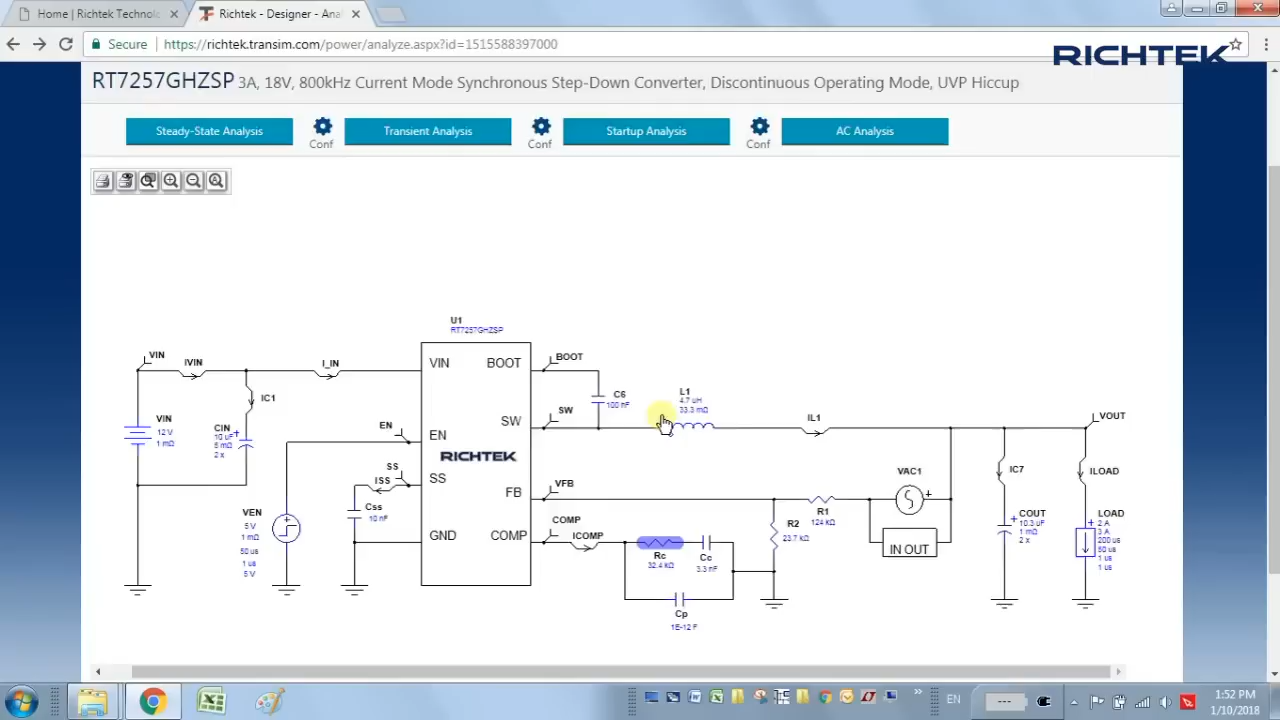 Home | Richtek Technolo
Richtek - Designer - Ana
Secure
https://richtek.transim.com/power/analyze.aspx?id=1515588397000
RICHTEK
RT7257GHZSP 3A, 18V, 800kHz Current Mode Synchronous Step-Down Converter, Discontinuous Operating Mode, UVP Hiccup
Steady-State Analysis
Conf
Transient Analysis
Conf
Startup Analysis
Conf
AC Analysis
U1
RT7257GHZSP
VIN
IVIN
I_IN
VIN
BOOT
BOOT
IC1
C6
100 nF
L1
4.7 uH
33.3 mΩ
VIN
12 V
1 mΩ
CIN
10 uF
5 mΩ
2 x
EN
EN
SW
SW
IL1
VOUT
RICHTEK
SS
ISS
SS
Css
10 nF
FB
VFB
VAC1
IC7
ILOAD
VEN
5 V
1 mΩ
50 us
1 us
5 V
GND
COMP
COMP
ICOMP
Rc
32.4 kΩ
Cc
3.3 nF
Cp
1E-12 F
R2
23.7 kΩ
R1
124 kΩ
IN OUT
COUT
10.3 uF
1 mΩ
2 x
LOAD
2 A
3 A
200 us
50 us
1 us
1 us
EN
1:52 PM
1/10/2018